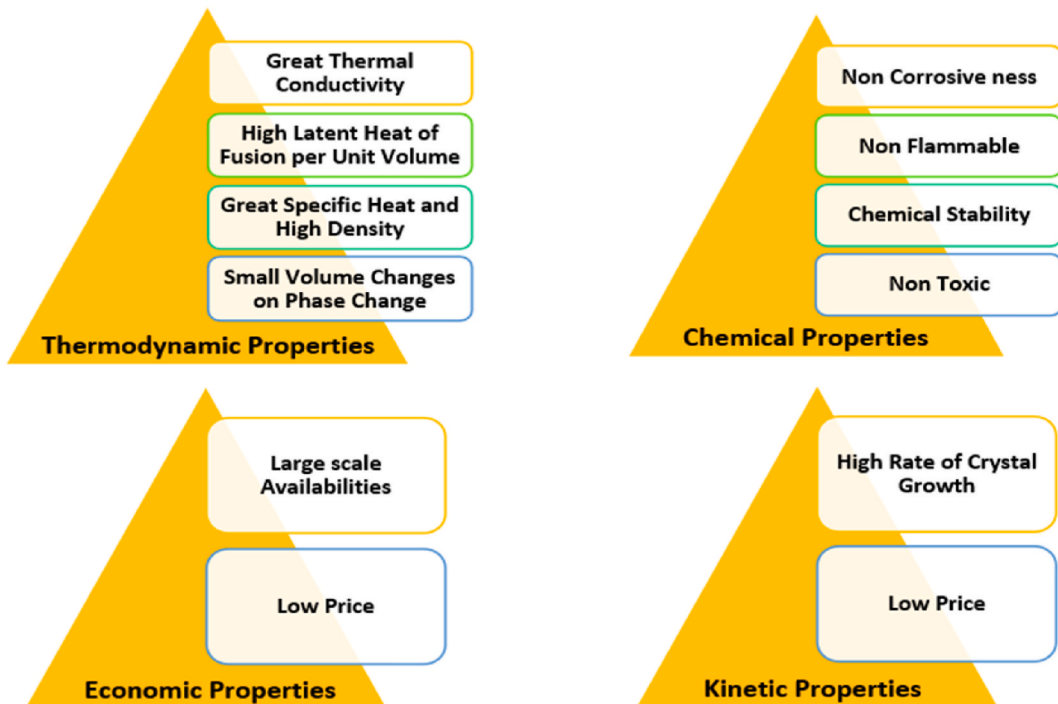 Great Thermal
Conductivity
High Latent Heat of
Fusion per Unit Volume
Great Specific Heat and
High Density
Small Volume Changes
on Phase Change
Thermodynamic Properties
Non Corrosive ness
Non Flammable
Chemical Stability
Non Toxic
Chemical Properties
Large scale
Availabilities
Low Price
Economic Properties
High Rate of Crystal
Growth
Low Price
Kinetic Properties